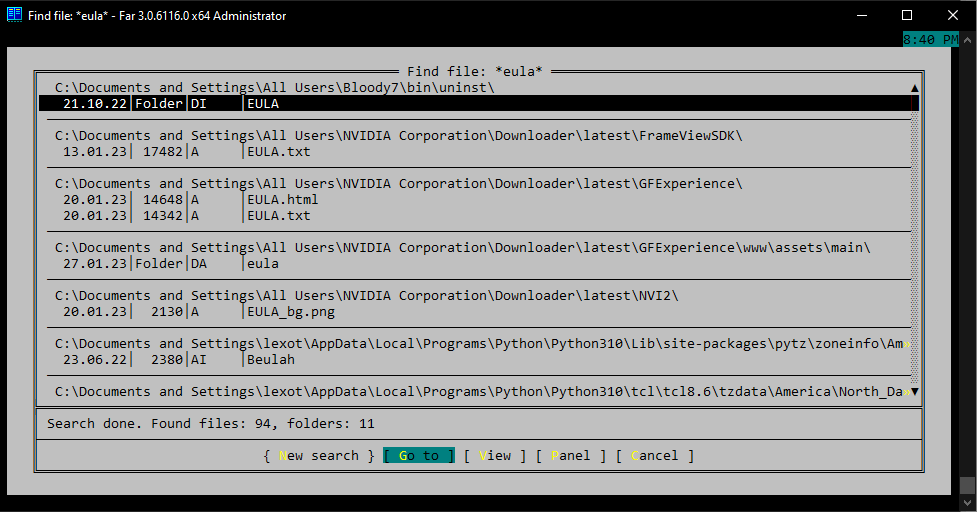 Find file: *eula* - Far 3.0.6116.0 x64 Administrator
8:40 PM
Find file: *eula*
C:\Documents and Settings\All Users\Bloody7\bin\uninst\
21.10.22│Folder│DI │EULA
C:\Documents and Settings\All Users\NVIDIA Corporation\Downloader\latest\FrameViewSDK\
13.01.23│ 17482│A │EULA.txt
C:\Documents and Settings\All Users\NVIDIA Corporation\Downloader\latest\GFExperience\
20.01.23│ 14648│A │EULA.html
20.01.23│ 14342│A │EULA.txt
C:\Documents and Settings\All Users\NVIDIA Corporation\Downloader\latest\GFExperience\www\assets\main\
27.01.23│Folder│DA │eula
C:\Documents and Settings\All Users\NVIDIA Corporation\Downloader\latest\NVI2\
20.01.23│ 2130│A │EULA_bg.png
C:\Documents and Settings\lexot\AppData\Local\Programs\Python\Python310\Lib\site-packages\pytz\zoneinfo\Am»
23.06.22│ 2380│AI │Beulah
C:\Documents and Settings\lexot\AppData\Local\Programs\Python\Python310\tcl\tcl8.6\tzdata\America\North_Da»
Search done. Found files: 94, folders: 11
{ New search } [ Go to ] [ View ] [ Panel ] [ Cancel ]